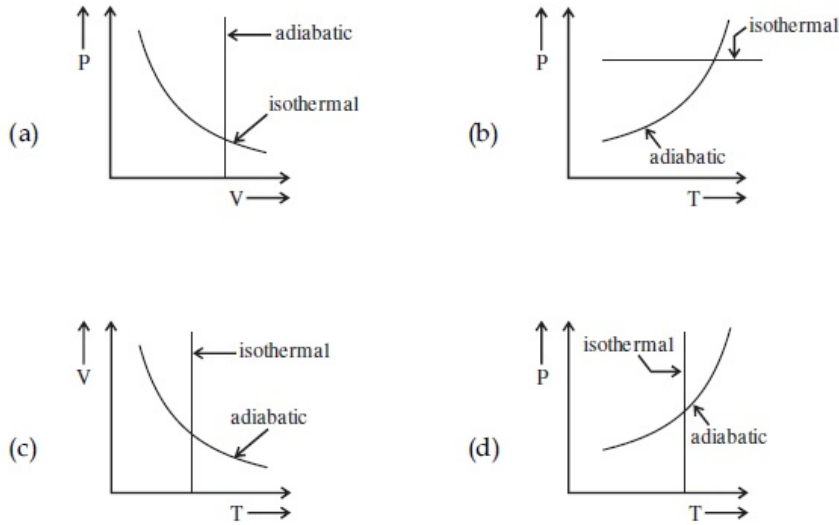 (a)
P
adiabatic
isothermal
V
(b)
P
isothermal
adiabatic
T
(c)
V
isothermal
adiabatic
T
(d)
P
isothermal
adiabatic
T